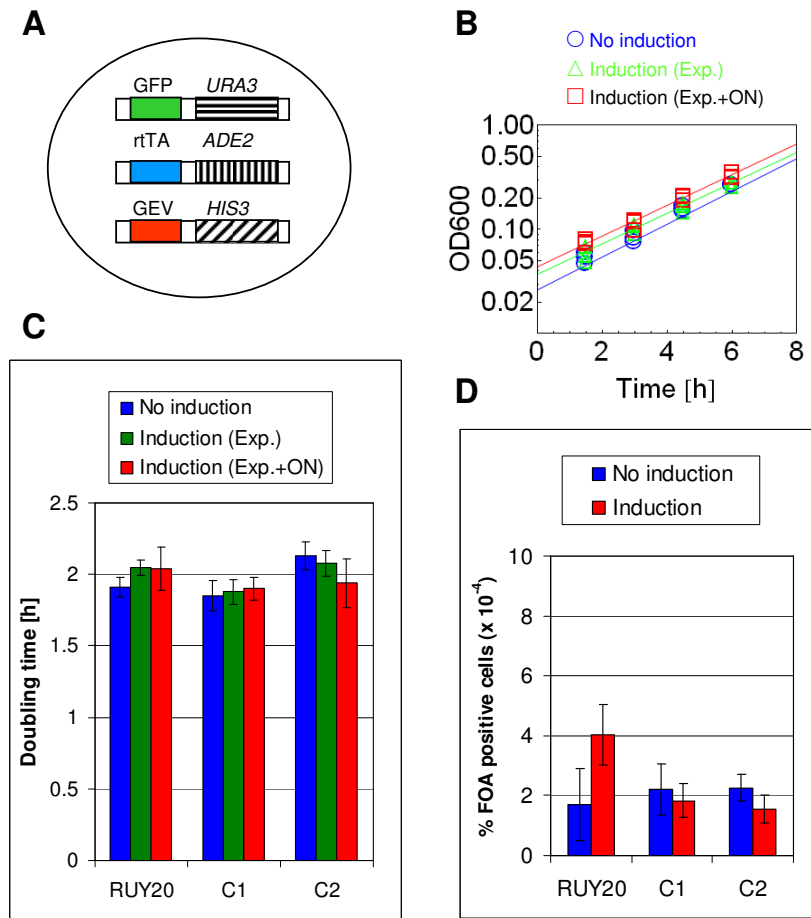 A
GFP URA3
rtTA ADE2
GEV HIS3
B
No induction
Induction (Exp.)
Induction (Exp.+ON)
1.00
0.50
0.20
0.10
0.05
0.02
OD600
0 2 4 6 8
Time [h]
C
No induction
Induction (Exp.)
Induction (Exp.+ON)
2.5
2
1.5
1
0.5
0
Doubling time [h]
RUY20 C1 C2
D
No induction
Induction
10
8
6
4
2
0
% FOA positive cells (x 10-4)
RUY20 C1 C2